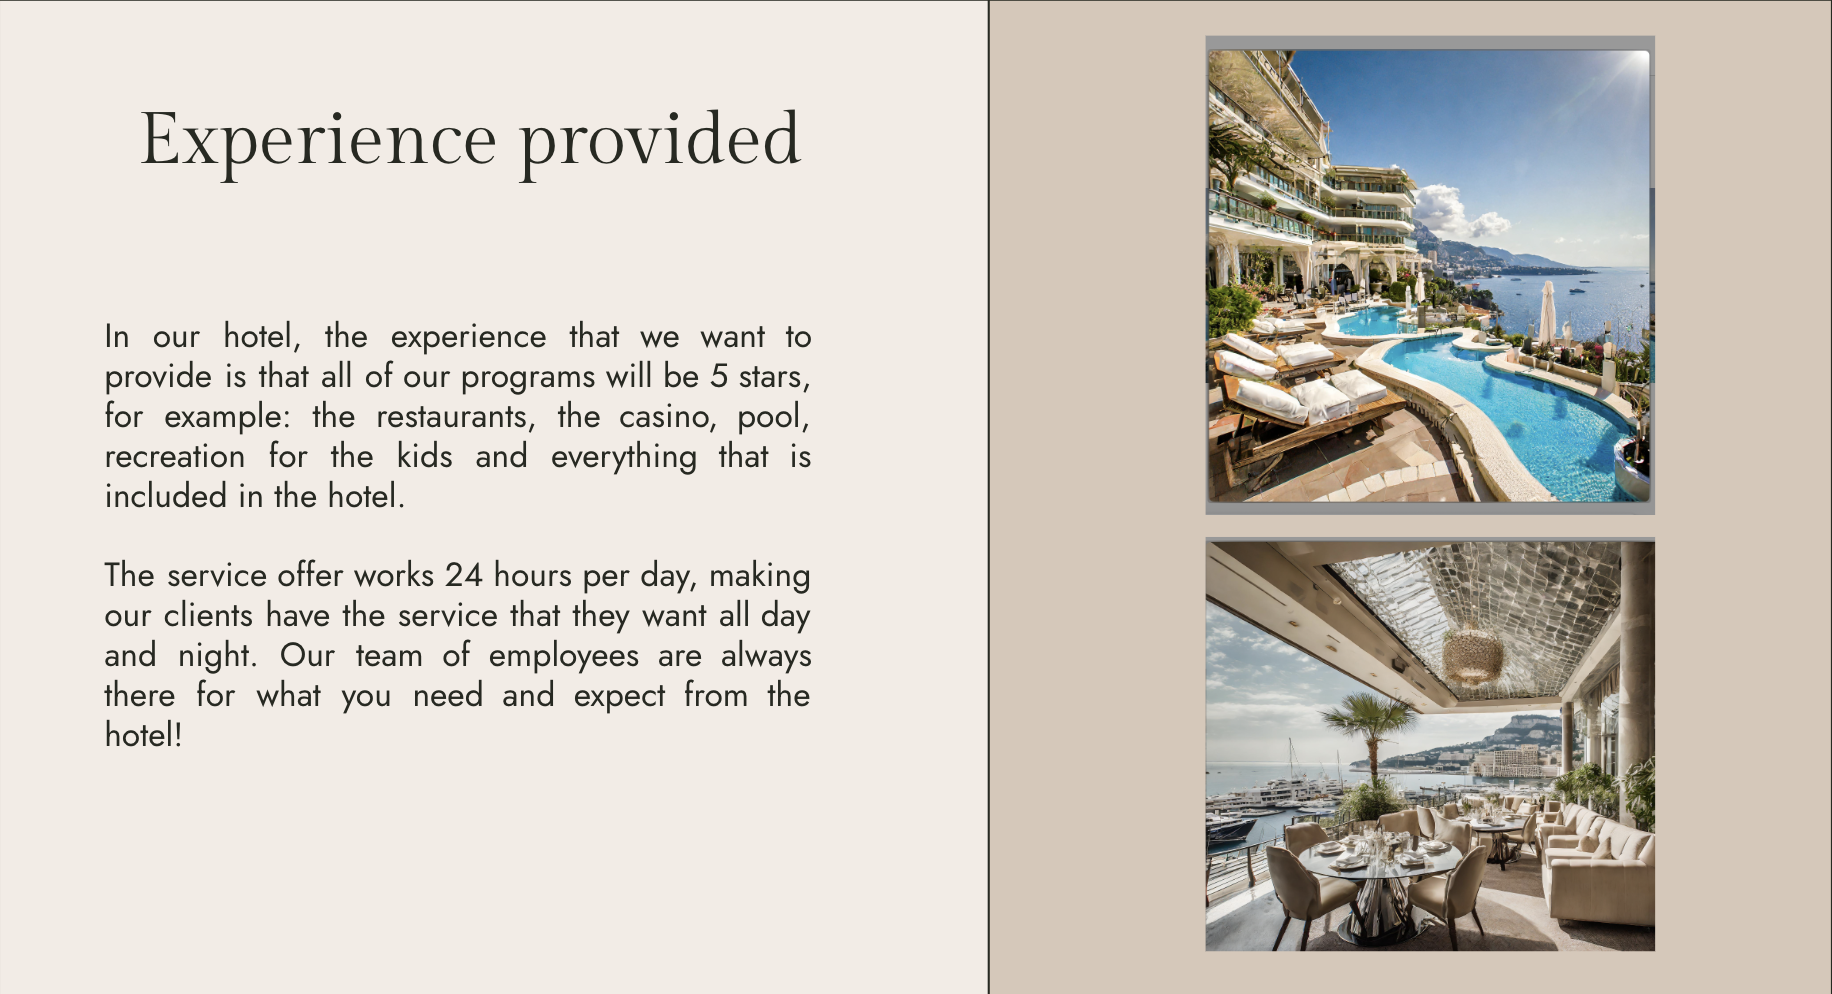 Experience provided
In our hotel, the experience that we want to
provide is that all of our programs will be 5 stars,
for example: the restaurants, the casino, pool,
recreation for the kids and everything that is
included in the hotel.
The service offer works 24 hours per day, making
our clients have the service that they want all day
and night. Our team of employees are always
there for what you need and expect from the
hotel!